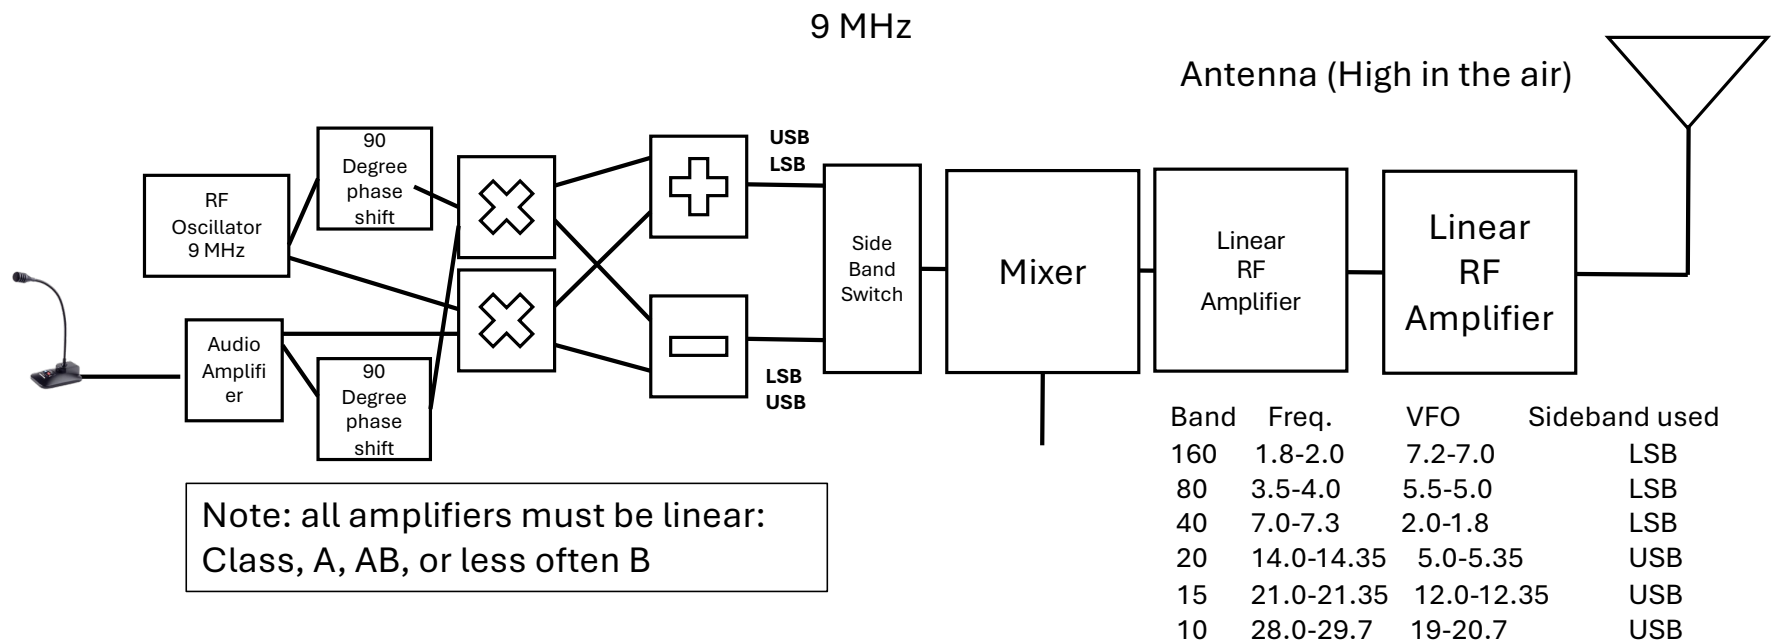 9 MHz
Antenna (High in the air)
90
Degree
phase
shift
RF
Oscillator
9 MHz
USB
LSB
Side
Band
Switch
Mixer
Linear
RF
Amplifier
Linear
RF
Amplifier
Audio
Amplifi
er
90
Degree
phase
shift
LSB
USB
Note: all amplifiers must be linear:
Class, A, AB, or less often B
Band Freq. VFO Sideband used
160 1.8-2.0 7.2-7.0 LSB
80 3.5-4.0 5.5-5.0 LSB
40 7.0-7.3 2.0-1.8 LSB
20 14.0-14.35 5.0-5.35 USB
15 21.0-21.35 12.0-12.35 USB
10 28.0-29.7 19-20.7 USB